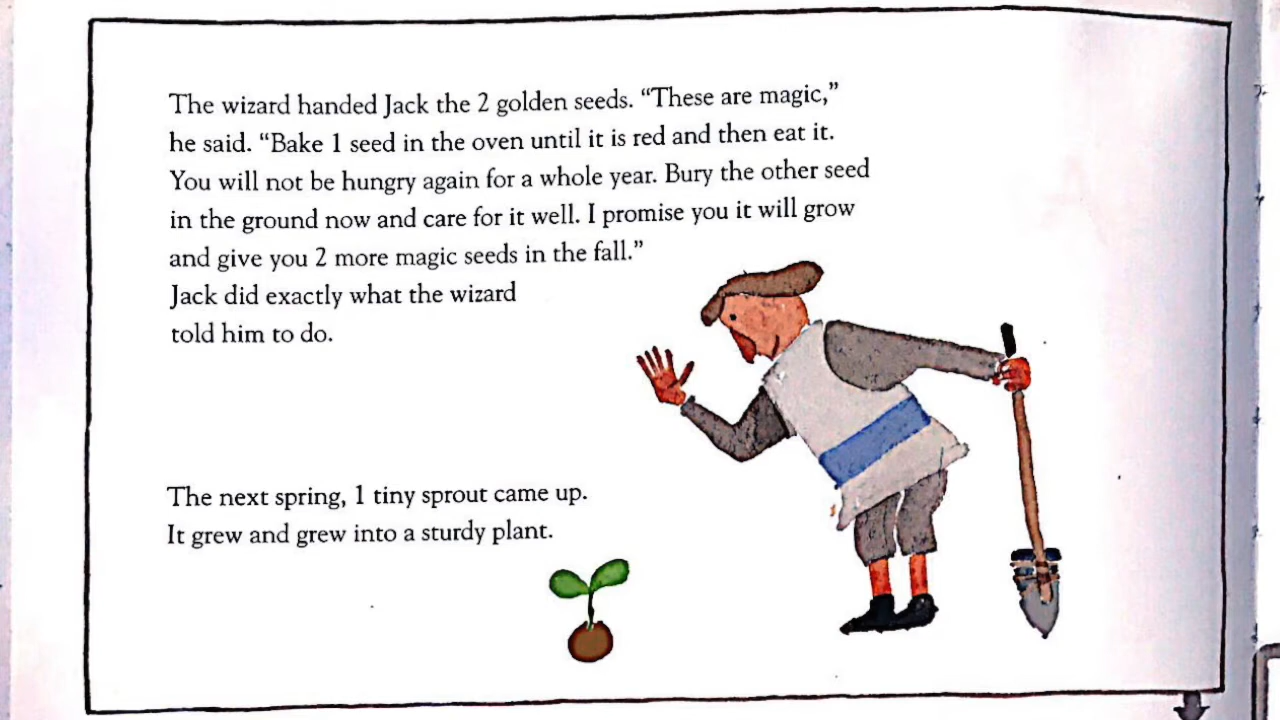 The wizard handed Jack the 2 golden seeds. “These are magic,”
he said. “Bake 1 seed in the oven until it is red and then eat it.
You will not be hungry again for a whole year. Bury the other seed
in the ground now and care for it well. I promise you it will grow
and give you 2 more magic seeds in the fall.”
Jack did exactly what the wizard
told him to do.
The next spring, 1 tiny sprout came up.
It grew and grew into a sturdy plant.